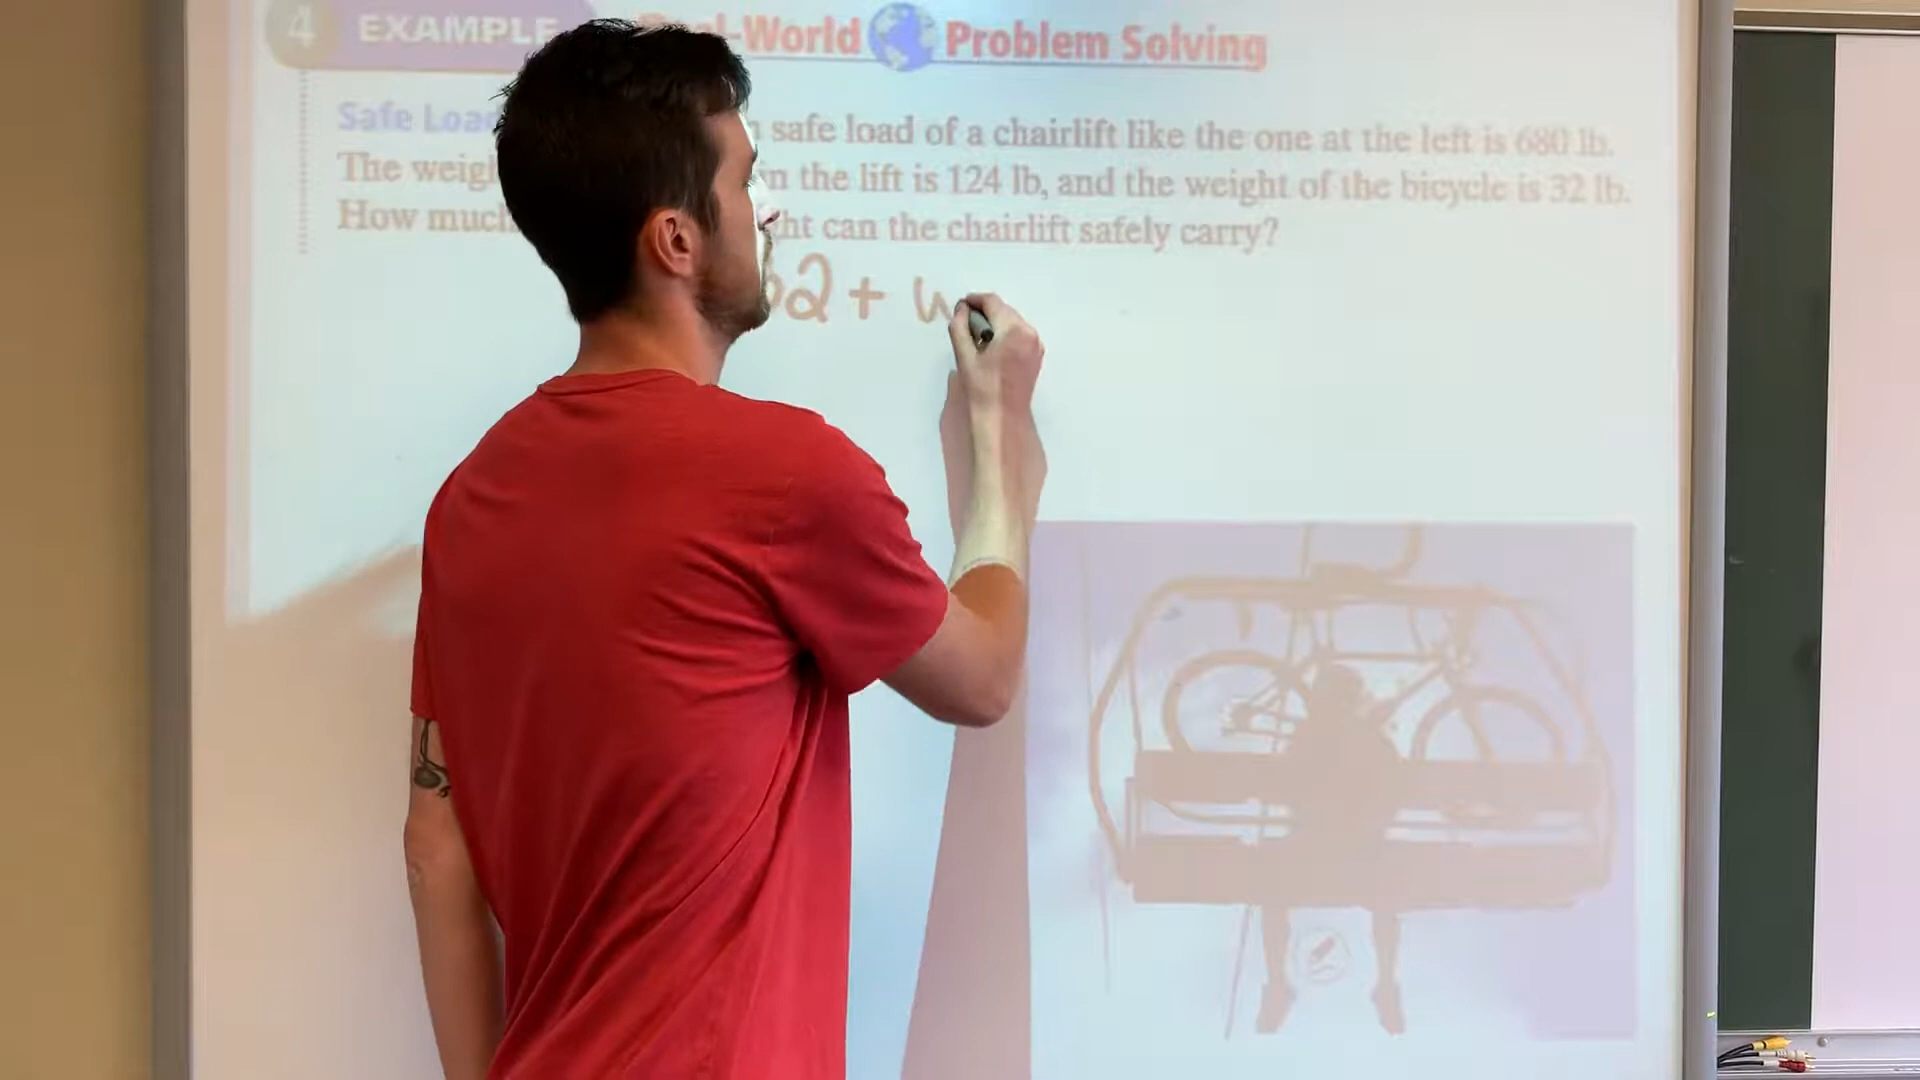 4 EXAMPLE -World Problem Solving
Safe Load safe load of a chairlift like the one at the left is 680 lb.
The the lift is 124 lb, and the weight of the bicycle is 32 lb.
How much can the chairlift safely carry?
2 + w